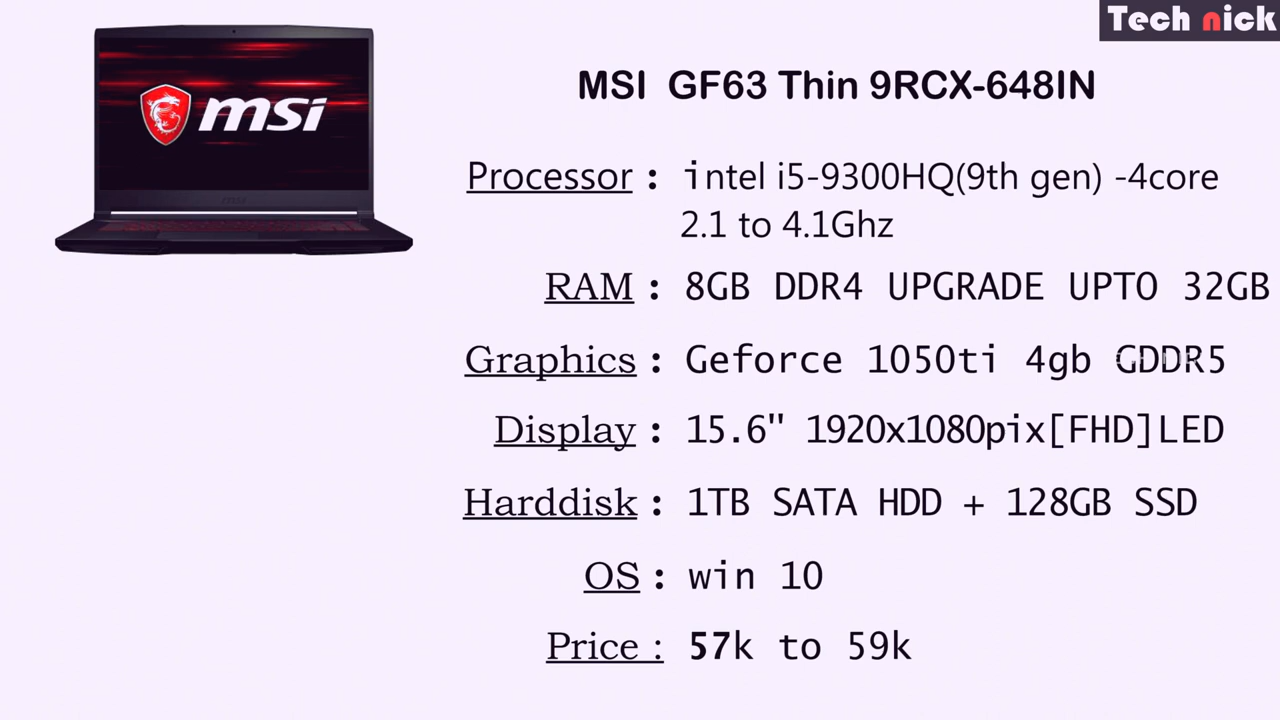 Tech nick
msi
MSI GF63 Thin 9RCX-648IN
Processor : intel i5-9300HQ(9th gen) -4core
2.1 to 4.1Ghz
RAM : 8GB DDR4 UPGRADE UPTO 32GB
Graphics : Geforce 1050ti 4gb GDDR5
Display : 15.6" 1920x1080pix[FHD]LED
Harddisk : 1TB SATA HDD + 128GB SSD
OS : win 10
Price : 57k to 59k